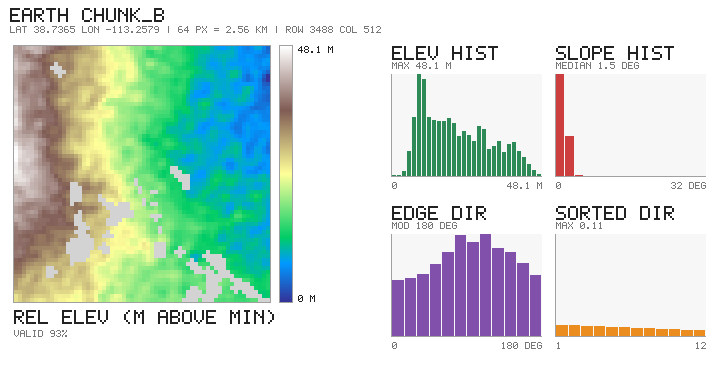 EARTH CHUNK_B
LAT 38.7365 LON -113.2579 | 64 PX = 2.56 KM | ROW 3488 COL 512
48.1 M
0 M
REL ELEV (M ABOVE MIN)
VALID 93%
ELEV HIST
MAX 48.1 M
0 48.1 M
SLOPE HIST
MEDIAN 1.5 DEG
0 32 DEG
EDGE DIR
MOD 180 DEG
0 180 DEG
SORTED DIR
MAX 0.11
1 12